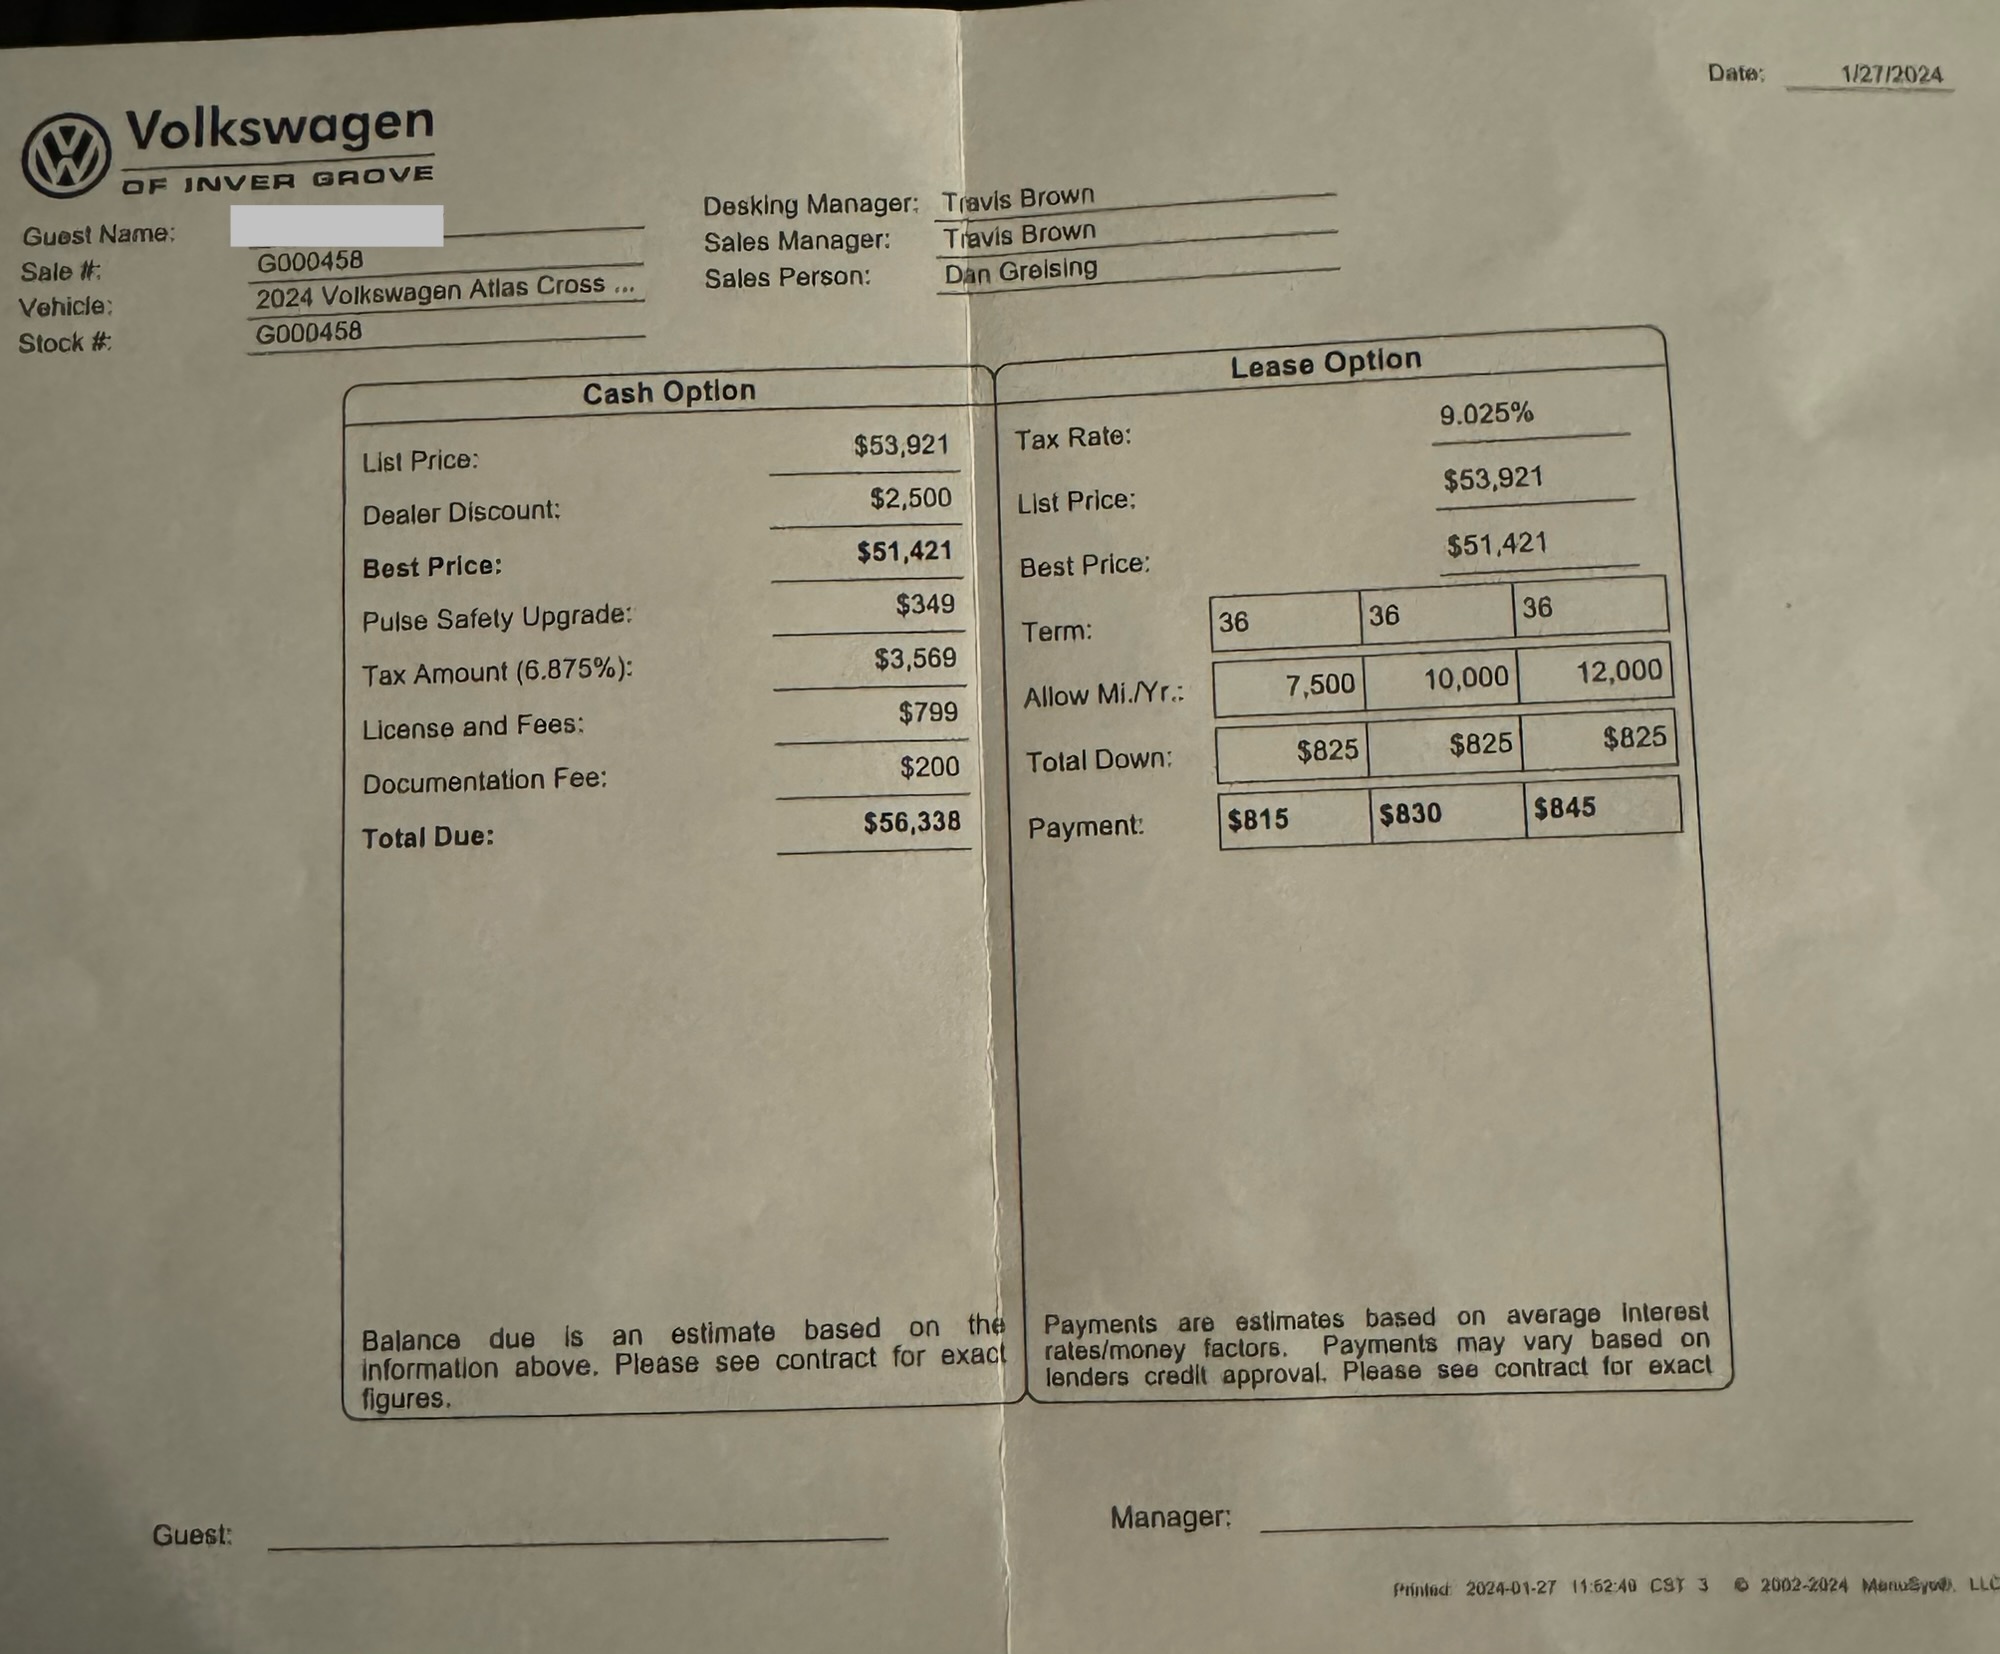 Date: 1/27/2024
Volkswagen
OF INVER GROVE
Guest Name:
Sale #: G000458
Vehicle: 2024 Volkswagen Atlas Cross ...
Stock #: G000458
Desking Manager: Travis Brown
Sales Manager: Travis Brown
Sales Person: Dan Greising
Cash Option
List Price: $53,921
Dealer Discount: $2,500
Best Price: $51,421
Pulse Safety Upgrade: $349
Tax Amount (6.875%): $3,569
License and Fees: $799
Documentation Fee: $200
Total Due: $56,338
Balance due is an estimate based on the
information above. Please see contract for exact
figures.
Lease Option
Tax Rate: 9.025%
List Price: $53,921
Best Price: $51,421
Term: 36 36 36
Allow Mi./Yr.: 7,500 10,000 12,000
Total Down: $825 $825 $825
Payment: $815 $830 $845
Payments are estimates based on average interest
rates/money factors. Payments may vary based on
lenders credit approval. Please see contract for exact
Guest:
Manager:
Printed: 2024-01-27 CST 3 © 2002-2024 LLC